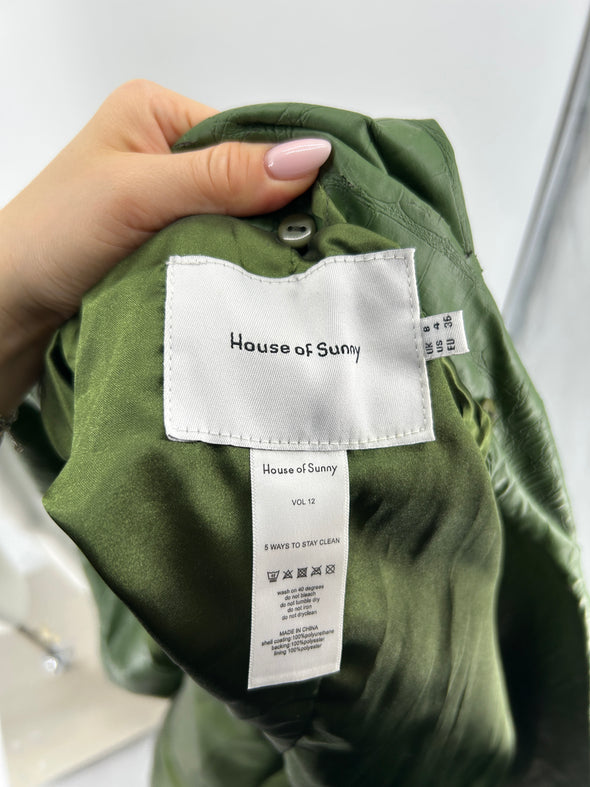 House of Sunny
UK 8
US 4
EU 36
House of Sunny
VOL 12
5 WAYS TO STAY CLEAN
wash on 40 degrees
do not bleach
do not tumble dry
do not iron
do not dryclean
MADE IN CHINA
shell coating:100%polyurethane
backing:100%polyester
lining 100%polyester